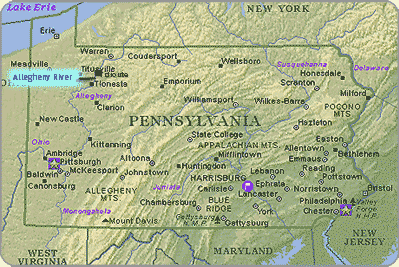 Lake Erie
NEW YORK
Erie
Warren
Coudersport
Wellsboro
Susquehanna
Honesdale
Delaware
Meadville
Titusville
Allegheny River
Tioneste
Emporium
Scranton
Milford
Allegheny
Clarion
Williamsport
Wilkes-Barre
POCONO
MTS.
New Castle
PENNSYLVANIA
Hazleton
State College
Easton
Ohio
Kittanning
APPALACHIAN MTS.
Allentown
Bethlehem
Ambridge
Altoona
Mifflintown
Emmaus
Pittsburgh
Huntingdon
Lebanon
Reading
Baldwin
McKeesport
Johnstown
HARRISBURG
Ephrata
Pottstown
Canonsburg
ALLEGHENY
MTS.
Juniata
Carlisle
Lancaster
Norristown
Bristol
Chambersburg
BLUE
RIDGE
York
Philadelphia
Valley
Forge
N.H.P.
Monongahela
Mount Davis
Gettysburg
N.M.P.
Gettysburg
Chester
WEST
VIRGINIA
MARYLAND
NEW
JERSEY